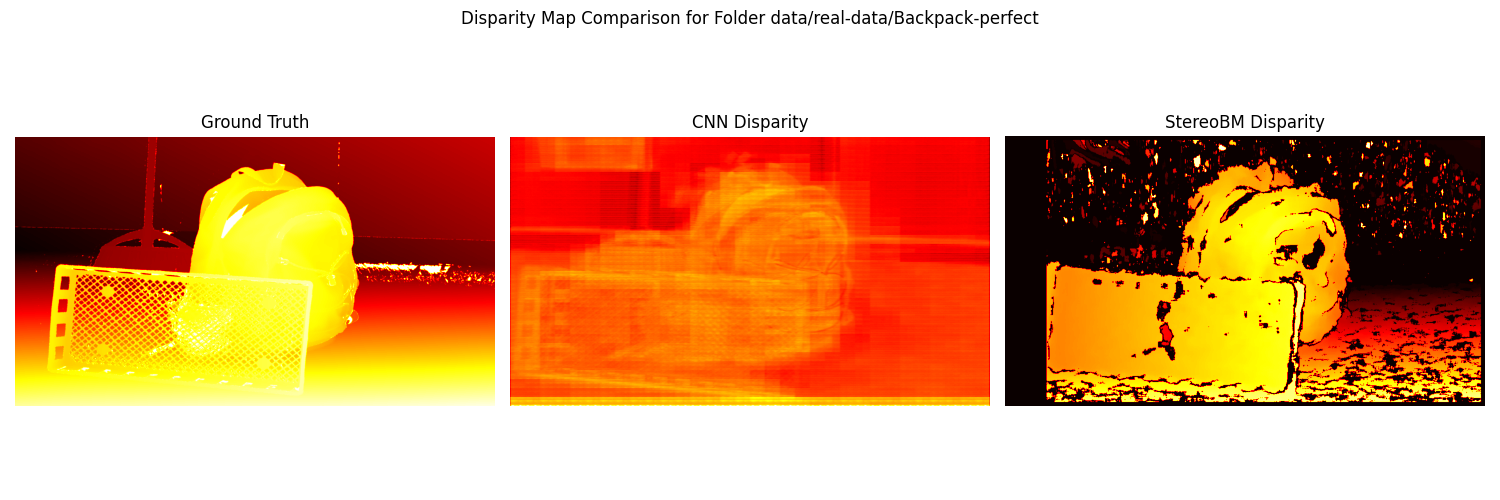 Disparity Map Comparison for Folder data/real-data/Backpack-perfect
Ground Truth
CNN Disparity
StereoBM Disparity